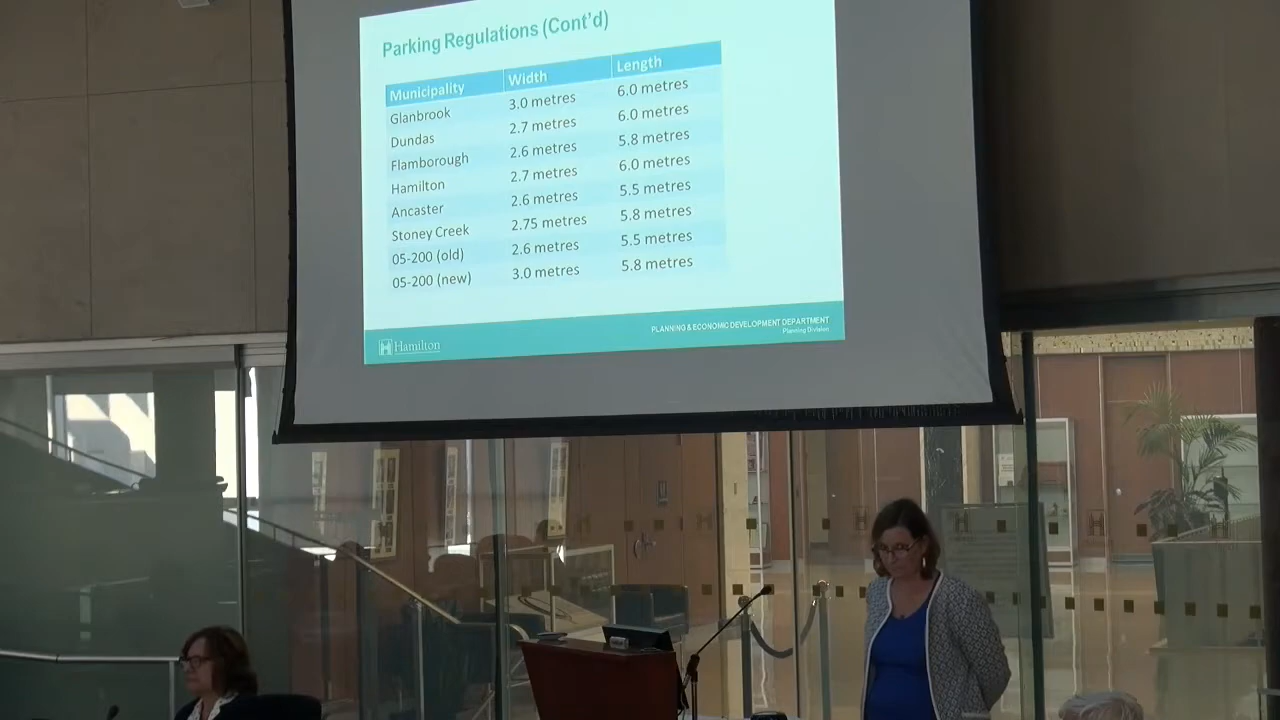 Parking Regulations (Cont'd)
Municipality Width Length
Glanbrook 3.0 metres 6.0 metres
Dundas 2.7 metres 6.0 metres
Flamborough 2.6 metres 5.8 metres
Hamilton 2.7 metres 6.0 metres
Ancaster 2.6 metres 5.5 metres
Stoney Creek 2.75 metres 5.8 metres
05-200 (old) 2.6 metres 5.5 metres
05-200 (new) 3.0 metres 5.8 metres
PLANNING & ECONOMIC DEVELOPMENT DEPARTMENT
Planning Division
Hamilton